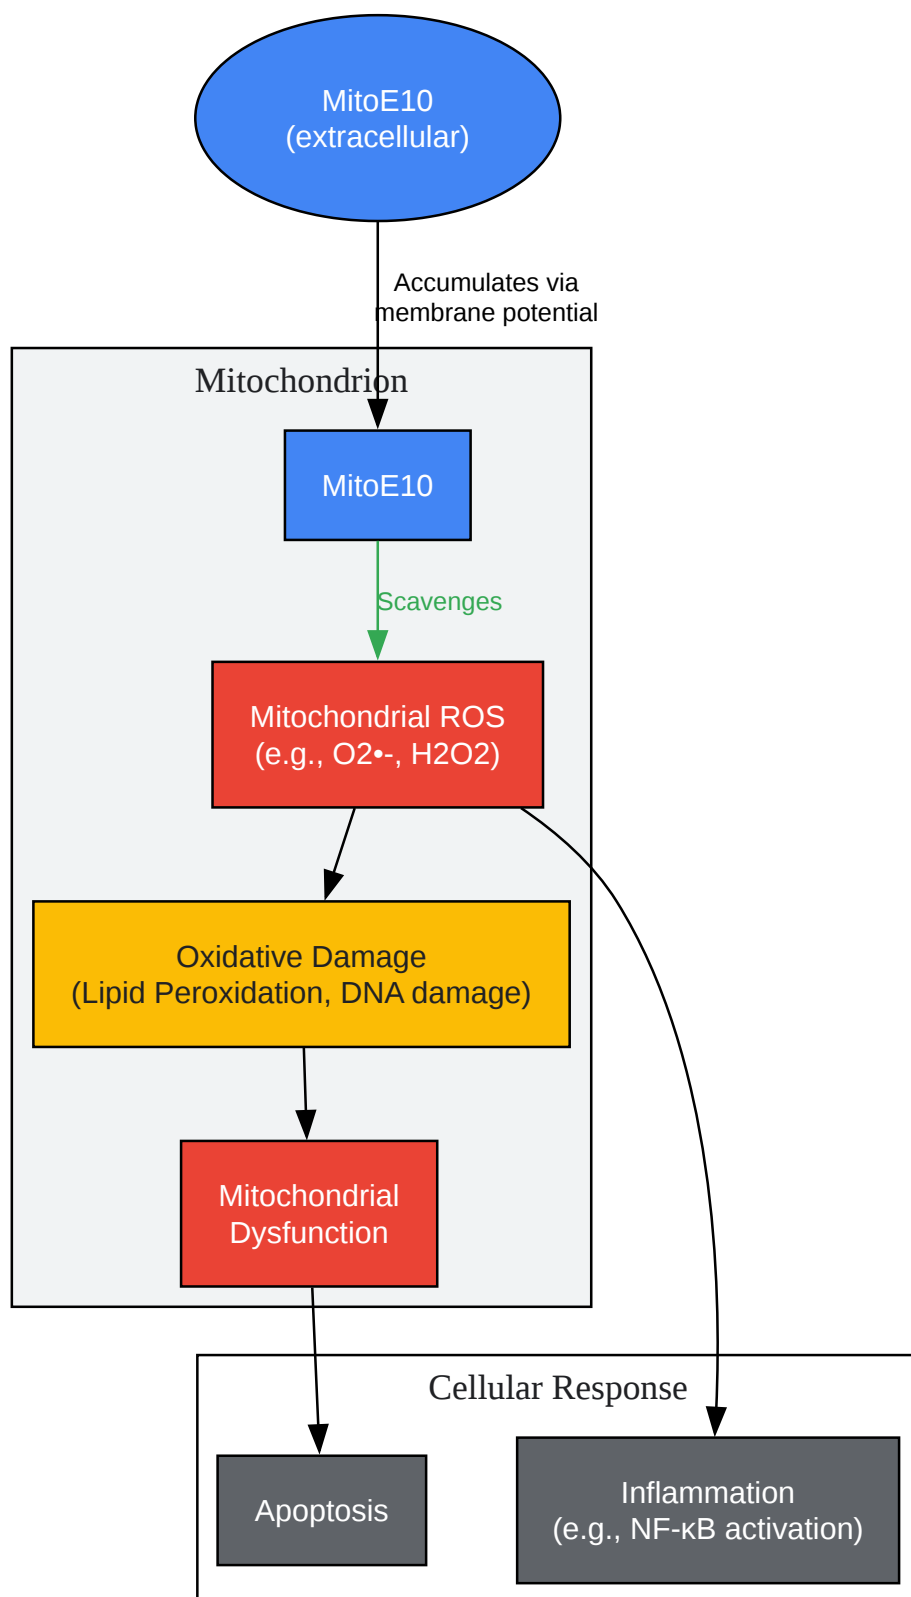 MitoE10
(extracellular)
Accumulates via
membrane potential
Mitochondrion
MitoE10
Scavenges
Mitochondrial ROS
(e.g., O2•-, H2O2)
Oxidative Damage
(Lipid Peroxidation, DNA damage)
Mitochondrial
Dysfunction
Cellular Response
Apoptosis
Inflammation
(e.g., NF-κB activation)